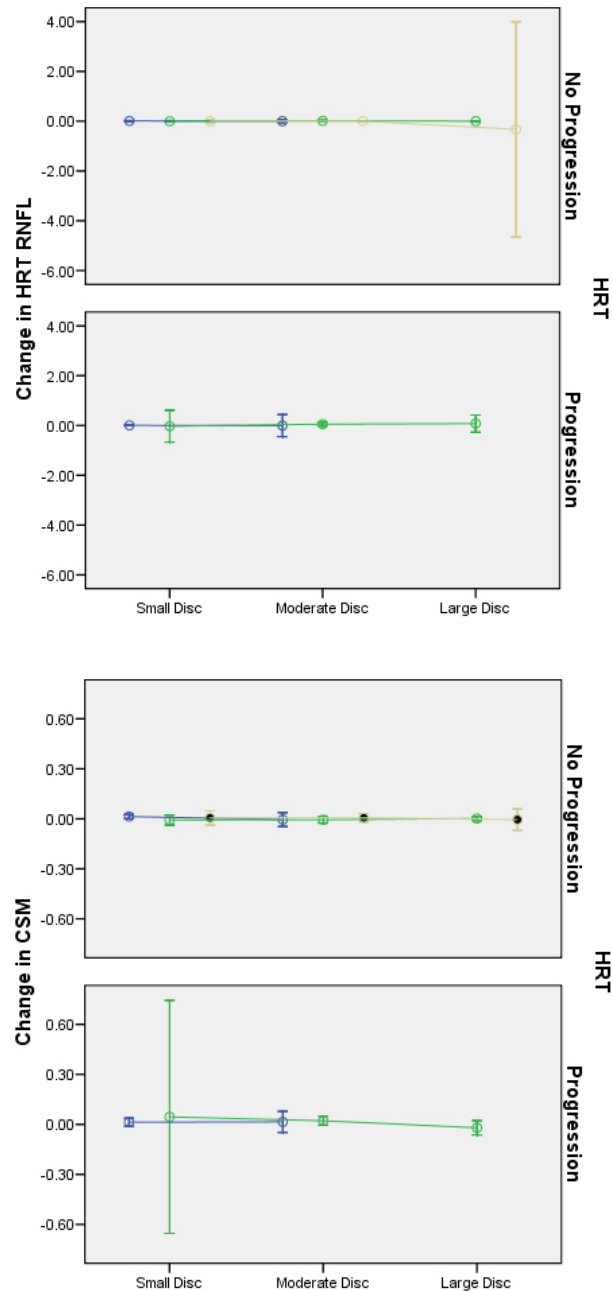 Change in HRT RNFL
4.00
2.00
0.00
-2.00
-4.00
-6.00
No Progression
HRT
4.00
2.00
0.00
-2.00
-4.00
-6.00
Progression
Small Disc
Moderate Disc
Large Disc
Change in CSM
0.60
0.30
0.00
-0.30
-0.60
No Progression
HRT
0.60
0.30
0.00
-0.30
-0.60
Progression
Small Disc
Moderate Disc
Large Disc